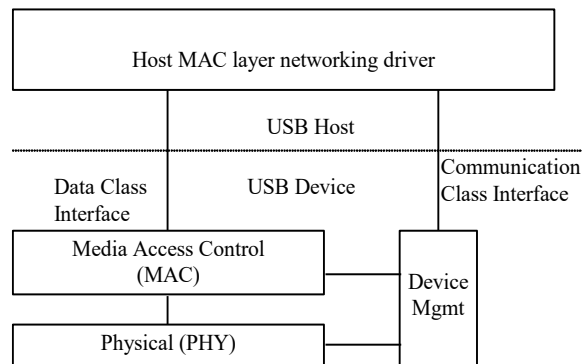 Host MAC layer networking driver
USB Host
Data Class
Interface
USB Device
Communication
Class Interface
Media Access Control
(MAC)
Device
Mgmt
Physical (PHY)